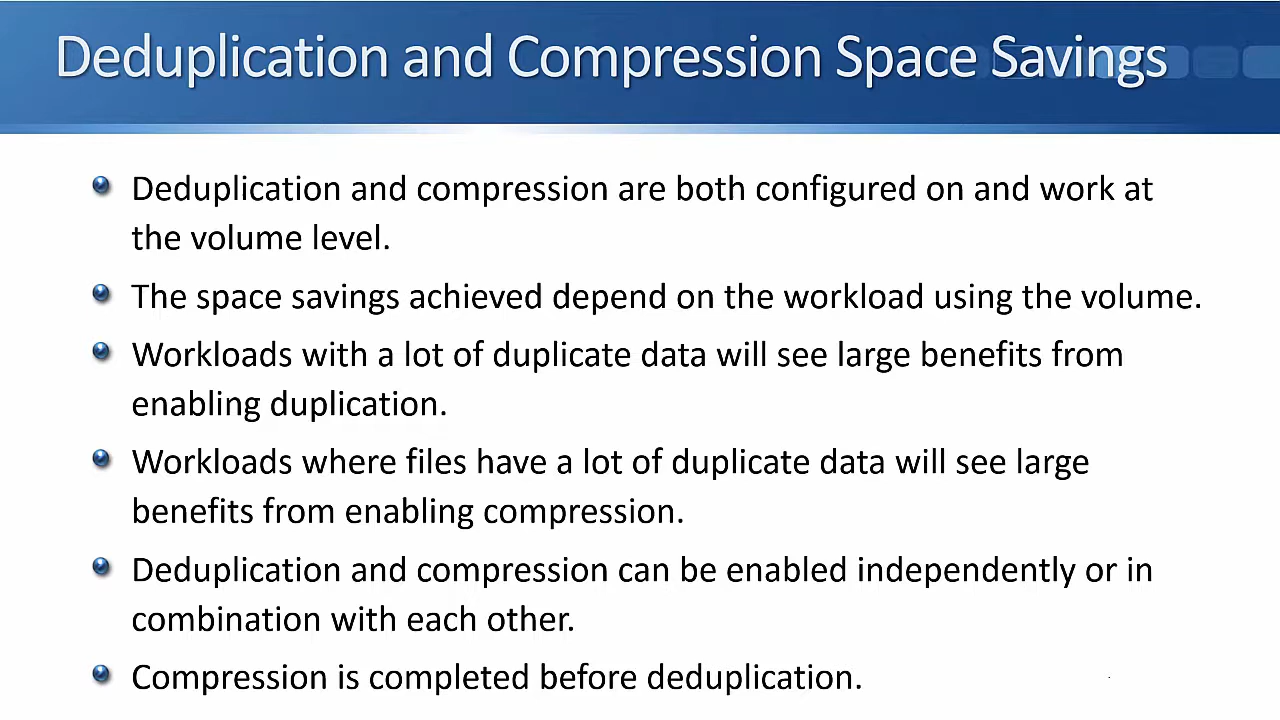 Deduplication and Compression Space Savings
Deduplication and compression are both configured on and work at
the volume level.
The space savings achieved depend on the workload using the volume.
Workloads with a lot of duplicate data will see large benefits from
enabling duplication.
Workloads where files have a lot of duplicate data will see large
benefits from enabling compression.
Deduplication and compression can be enabled independently or in
combination with each other.
Compression is completed before deduplication.